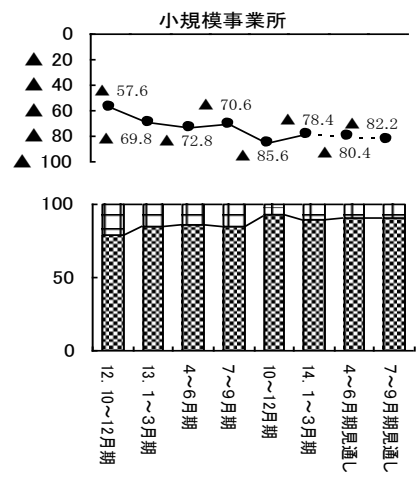 小規模事業所
0
▲ 20
▲ 40
▲ 60
▲ 80
▲ 100
▲ 57.6
▲ 69.8
▲ 72.8
▲ 70.6
▲ 85.6
▲ 78.4
▲ 80.4
▲ 82.2
100
50
0
12. 10～12月期
13. 1～3月期
4～6月期
7～9月期
10～12月期
14. 1～3月期
4～6月期見通し
7～9月期見通し